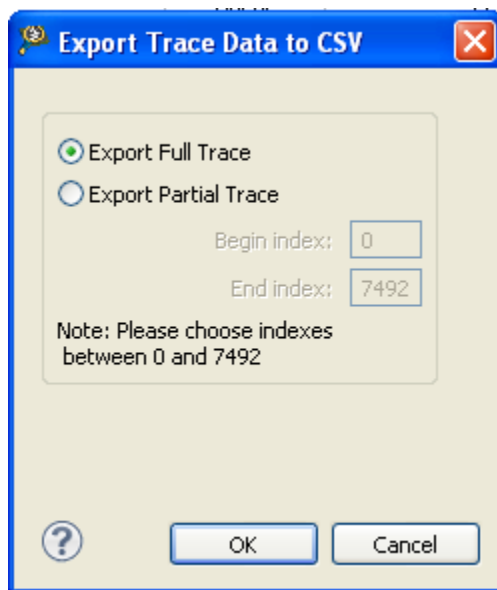 Export Trace Data to CSV
Export Full Trace
Export Partial Trace
Begin index: 0
End index: 7492
Note: Please choose indexes
between 0 and 7492
OK Cancel